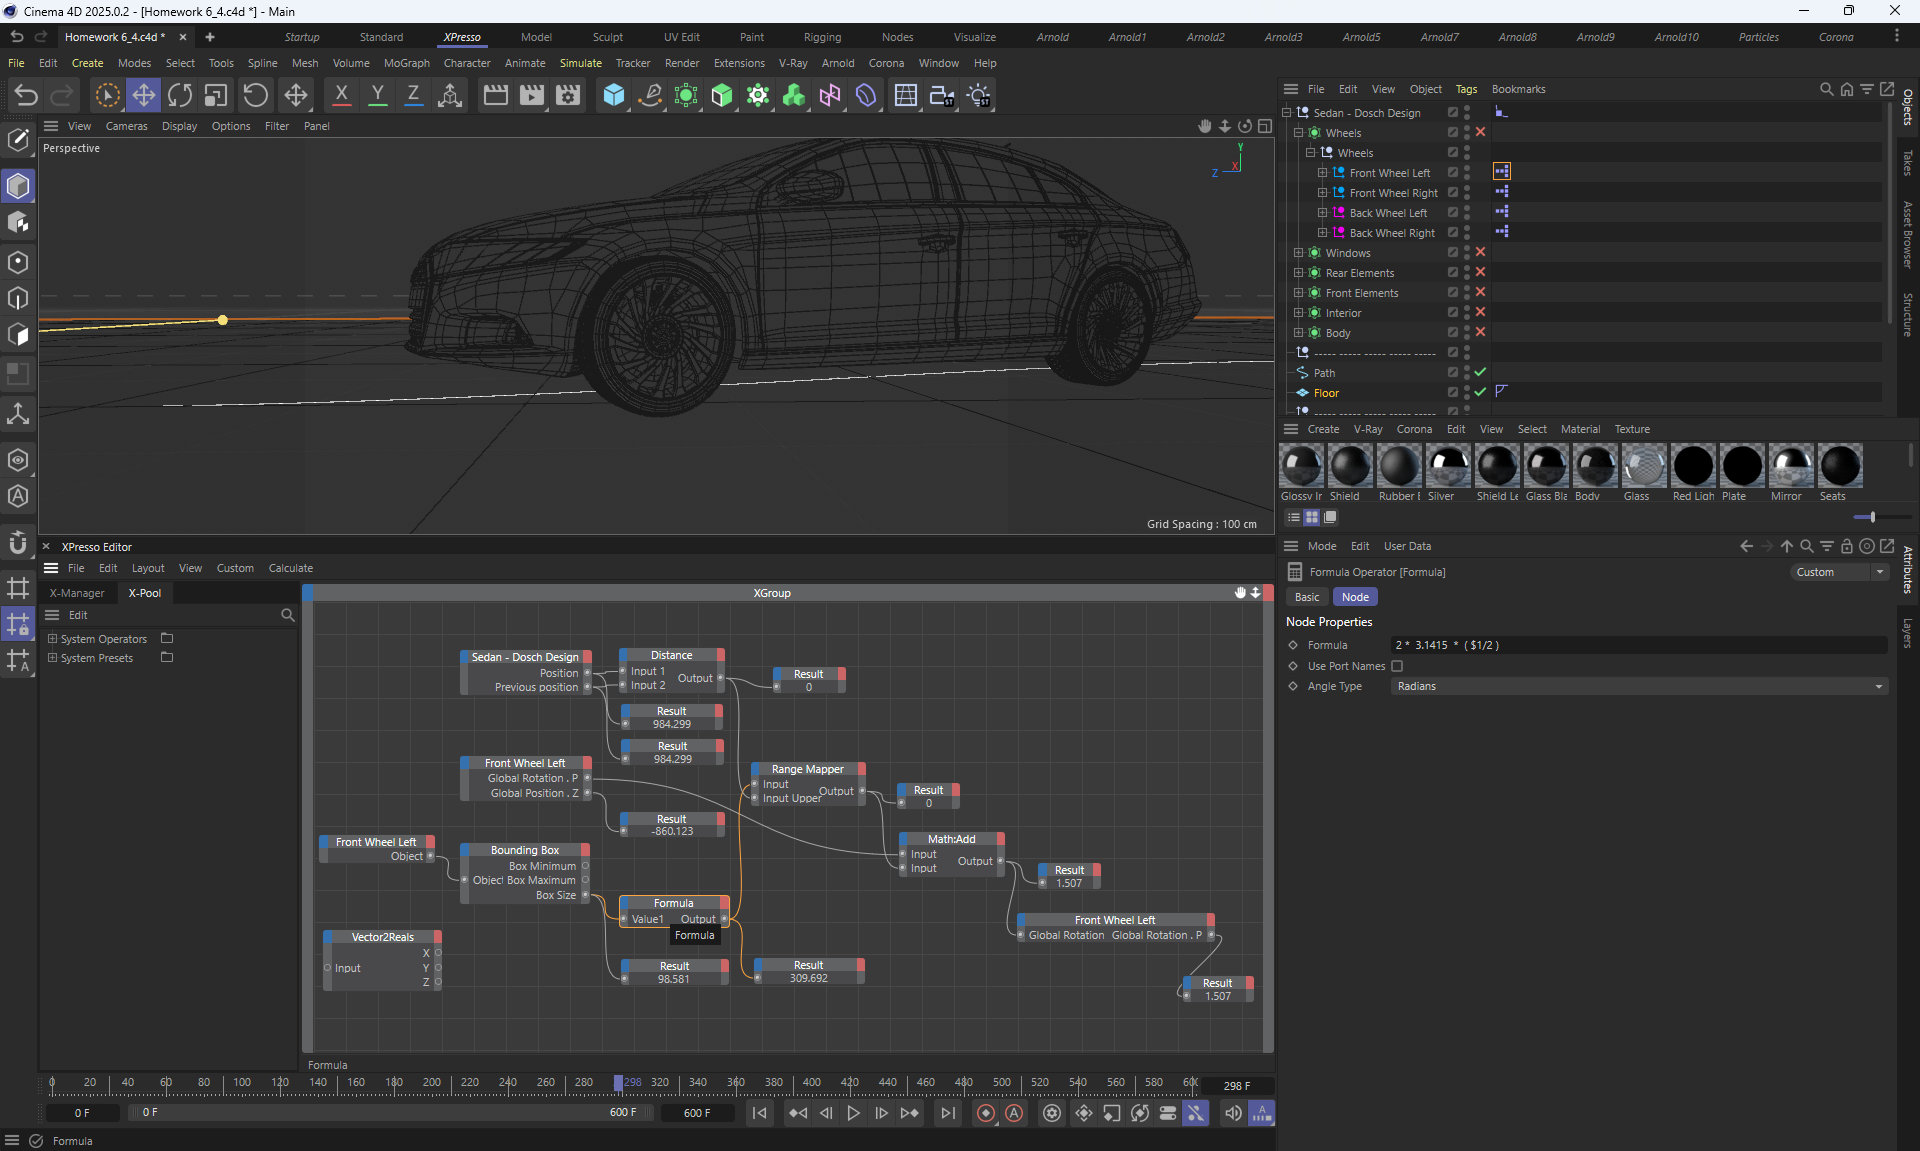 Cinema 4D 2025.0.2 - [Homework 6_4.c4d *] - Main
Homework 6_4.c4d *
Startup Standard XPresso Model Sculpt UV Edit Paint Rigging Nodes Visualize Arnold Arnold1 Arnold2 Arnold3 Arnold5 Arnold7 Arnold8 Arnold9 Arnold10 Particles Corona
File Edit Create Modes Select Tools Spline Mesh Volume MoGraph Character Animate Simulate Tracker Render Extensions V-Ray Arnold Corona Window Help
X Y Z
ST ST
View Cameras Display Options Filter Panel
Perspective
Y
X
Z
Grid Spacing : 100 cm
File Edit View Object Tags Bookmarks
Sedan - Dosch Design
Wheels
Wheels
Front Wheel Left
Front Wheel Right
Back Wheel Left
Back Wheel Right
Windows
Rear Elements
Front Elements
Interior
Body
----- ----- ----- ----- -----
Path
Floor
----- ----- ----- ----- -----
Objects
Takes
Asset Browser
Structure
Create V-Ray Corona Edit View Select Material Texture
Glossy Ir Shield Rubber E Silver Shield Le Glass Bla Body Glass Red Ligh Plate Mirror Seats
XPresso Editor
File Edit Layout View Custom Calculate
X-Manager X-Pool
Edit
System Operators
System Presets
XGroup
Sedan - Dosch Design
Position
Previous position
Distance
Input 1
Input 2
Output
Result
0
Result
984.299
Result
984.299
Front Wheel Left
Global Rotation . P
Global Position . Z
Result
-860.123
Range Mapper
Input
Input Upper
Output
Result
0
Math:Add
Input
Input
Output
Result
1.507
Front Wheel Left
Object
Bounding Box
Box Minimum
Object Box Maximum
Box Size
Formula
Value1 Output
Formula
Front Wheel Left
Global Rotation Global Rotation . P
Vector2Reals
X
Input Y
Z
Result
98.581
Result
309.692
Result
1.507
Formula
0 20 40 60 80 100 120 140 160 180 200 220 240 260 280 298 320 340 360 380 400 420 440 460 480 500 520 540 560 580 60
298 F
0 F
0 F
600 F
600 F
Formula
Mode Edit User Data
Formula Operator [Formula]
Custom
Basic Node
Node Properties
Formula 2 * 3.1415 * ( $1/2 )
Use Port Names
Angle Type Radians
Attributes
Layers